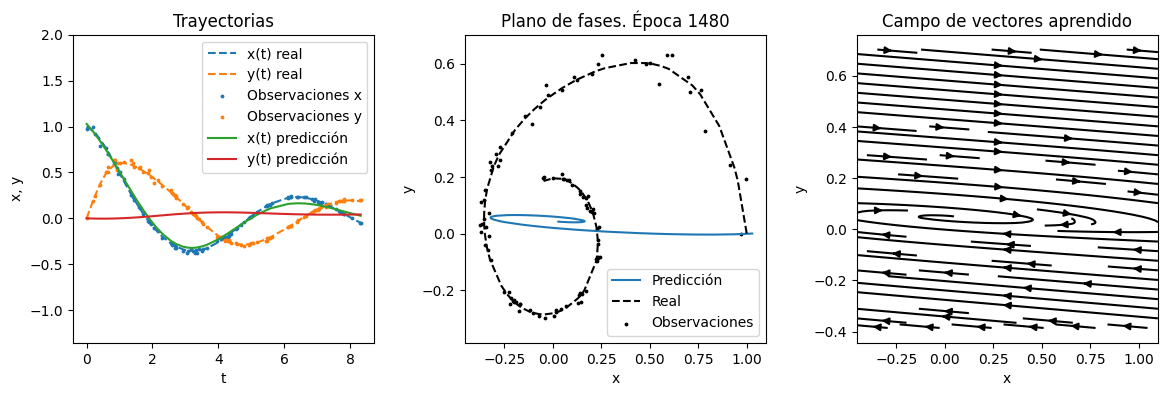 Trayectorias
x, y
2.0
1.5
1.0
0.5
0.0
−0.5
−1.0
0 2 4 6 8
t
x(t) real
y(t) real
Observaciones x
Observaciones y
x(t) predicción
y(t) predicción
Plano de fases. Época 1480
y
0.6
0.4
0.2
0.0
−0.2
−0.25 0.00 0.25 0.50 0.75 1.00
x
Predicción
Real
Observaciones
Campo de vectores aprendido
y
0.6
0.4
0.2
0.0
−0.2
−0.4
−0.25 0.00 0.25 0.50 0.75 1.00
x